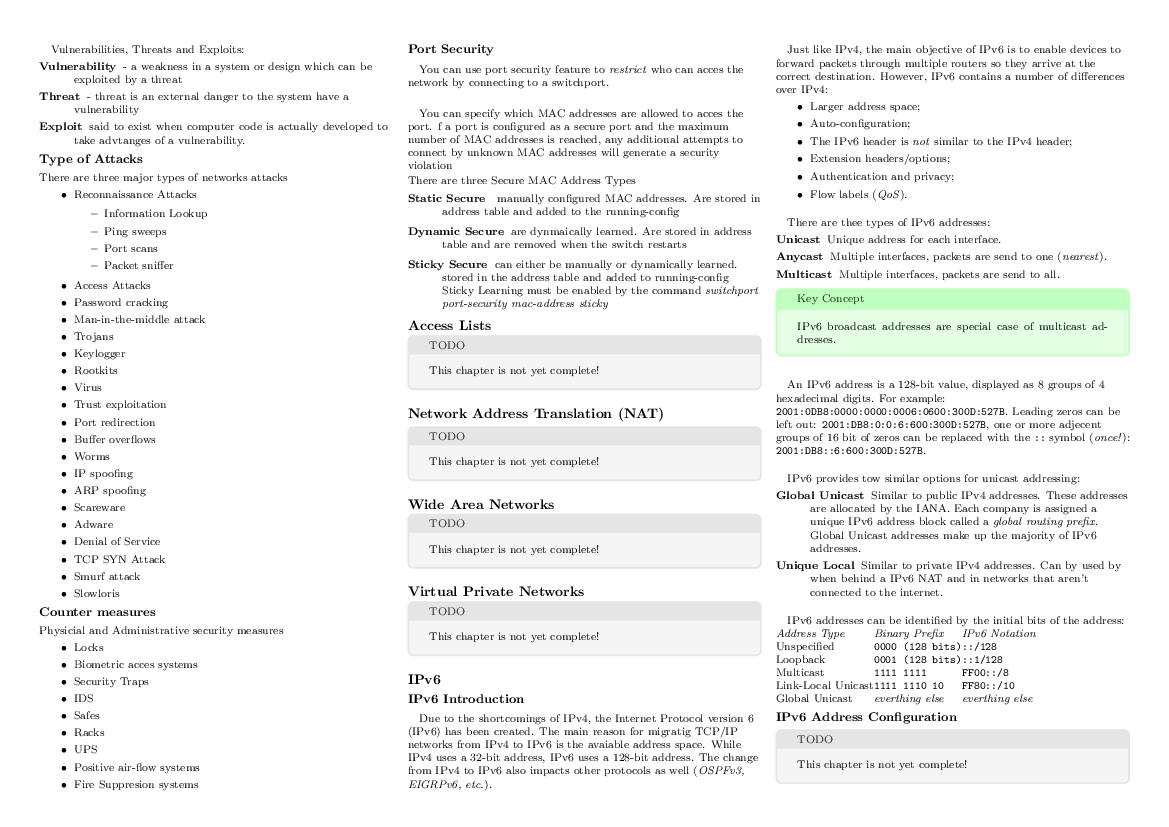 Vulnerabilities, Threats and Exploits:
Vulnerability - a weakness in a system or design which can be
exploited by a threat
Threat - threat is an external danger to the system have a
vulnerability
Exploit said to exist when computer code is actually developed to
take advtanges of a vulnerability.
Type of Attacks
There are three major types of networks attacks
• Reconnaissance Attacks
– Information Lookup
– Ping sweeps
– Port scans
– Packet sniffer
• Access Attacks
• Password cracking
• Man-in-the-middle attack
• Trojans
• Keylogger
• Rootkits
• Virus
• Trust exploitation
• Port redirection
• Buffer overflows
• Worms
• IP spoofing
• ARP spoofing
• Scareware
• Adware
• Denial of Service
• TCP SYN Attack
• Smurf attack
• Slowloris
Counter measures
Physicial and Administrative security measures
• Locks
• Biometric acces systems
• Security Traps
• IDS
• Safes
• Racks
• UPS
• Positive air-flow systems
• Fire Suppresion systems
Port Security
You can use port security feature to restrict who can acces the
network by connecting to a switchport.
You can specify which MAC addresses are allowed to acces the
port. f a port is configured as a secure port and the maximum
number of MAC addresses is reached, any additional attempts to
connect by unknown MAC addresses will generate a security
violation
There are three Secure MAC Address Types
Static Secure manually configured MAC addresses. Are stored in
address table and added to the running-config
Dynamic Secure are dynmaically learned. Are stored in address
table and are removed when the switch restarts
Sticky Secure can either be manually or dynamically learned.
stored in the address table and added to running-config
Sticky Learning must be enabled by the command switchport
port-security mac-address sticky
Access Lists
TODO
This chapter is not yet complete!
Network Address Translation (NAT)
TODO
This chapter is not yet complete!
Wide Area Networks
TODO
This chapter is not yet complete!
Virtual Private Networks
TODO
This chapter is not yet complete!
IPv6
IPv6 Introduction
Due to the shortcomings of IPv4, the Internet Protocol version 6
(IPv6) has been created. The main reason for migratig TCP/IP
networks from IPv4 to IPv6 is the avaiable address space. While
IPv4 uses a 32-bit address, IPv6 uses a 128-bit address. The change
from IPv4 to IPv6 also impacts other protocols as well (OSPFv3,
EIGRPv6, etc.).
Just like IPv4, the main objective of IPv6 is to enable devices to
forward packets through multiple routers so they arrive at the
correct destination. However, IPv6 contains a number of differences
over IPv4:
• Larger address space;
• Auto-configuration;
• The IPv6 header is not similar to the IPv4 header;
• Extension headers/options;
• Authentication and privacy;
• Flow labels (QoS).
There are thee types of IPv6 addresses:
Unicast Unique address for each interface.
Anycast Multiple interfaces, packets are send to one (nearest).
Multicast Multiple interfaces, packets are send to all.
Key Concept
IPv6 broadcast addresses are special case of multicast ad-
dresses.
An IPv6 address is a 128-bit value, displayed as 8 groups of 4
hexadecimal digits. For example:
2001:0DB8:0000:0000:0006:0600:300D:527B. Leading zeros can be
left out: 2001:DB8:0:0:6:600:300D:527B, one or more adjecent
groups of 16 bit of zeros can be replaced with the :: symbol (once!):
2001:DB8::6:600:300D:527B.
IPv6 provides tow similar options for unicast addressing:
Global Unicast Similar to public IPv4 addresses. These addresses
are allocated by the IANA. Each company is assigned a
unique IPv6 address block called a global routing prefix.
Global Unicast addresses make up the majority of IPv6
addresses.
Unique Local Similar to private IPv4 addresses. Can by used by
when behind a IPv6 NAT and in networks that aren't
connected to the internet.
IPv6 addresses can be identified by the initial bits of the address:
Address Type Binary Prefix IPv6 Notation
Unspecified 0000 (128 bits) ::/128
Loopback 0001 (128 bits) ::1/128
Multicast 1111 1111 FF00::/8
Link-Local Unicast 1111 1110 10 FF80::/10
Global Unicast everthing else everthing else
IPv6 Address Configuration
TODO
This chapter is not yet complete!